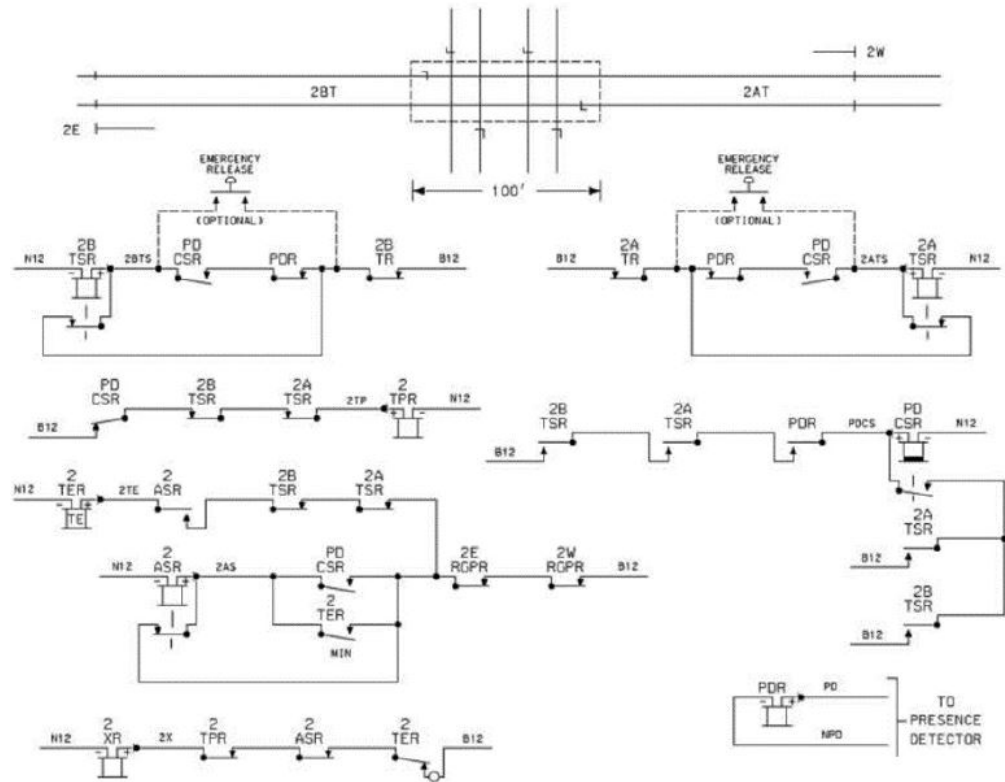 2W
2BT
2AT
2E
100'
EMERGENCY
RELEASE
(OPTIONAL)
EMERGENCY
RELEASE
(OPTIONAL)
2B
TSR
N12
2BTS
PD
CSR
PDR
2B
TR
B12
B12
2A
TR
PDR
PD
CSR
2ATS
2A
TSR
N12
PD
CSR
B12
2B
TSR
2A
TSR
2TP
2
TPR
N12
B12
2B
TSR
2A
TSR
PDR
PDCS
PD
CSR
N12
2A
TSR
B12
2B
TSR
B12
N12
2
TER
TE
2TE
2
ASR
2B
TSR
2A
TSR
N12
2
ASR
2AS
PD
CSR
2
TER
MIN
2E
RGPR
2W
RGPR
B12
N12
2
XR
2X
2
TPR
2
ASR
2
TER
B12
PDR
PD
NPD
TO
PRESENCE
DETECTOR